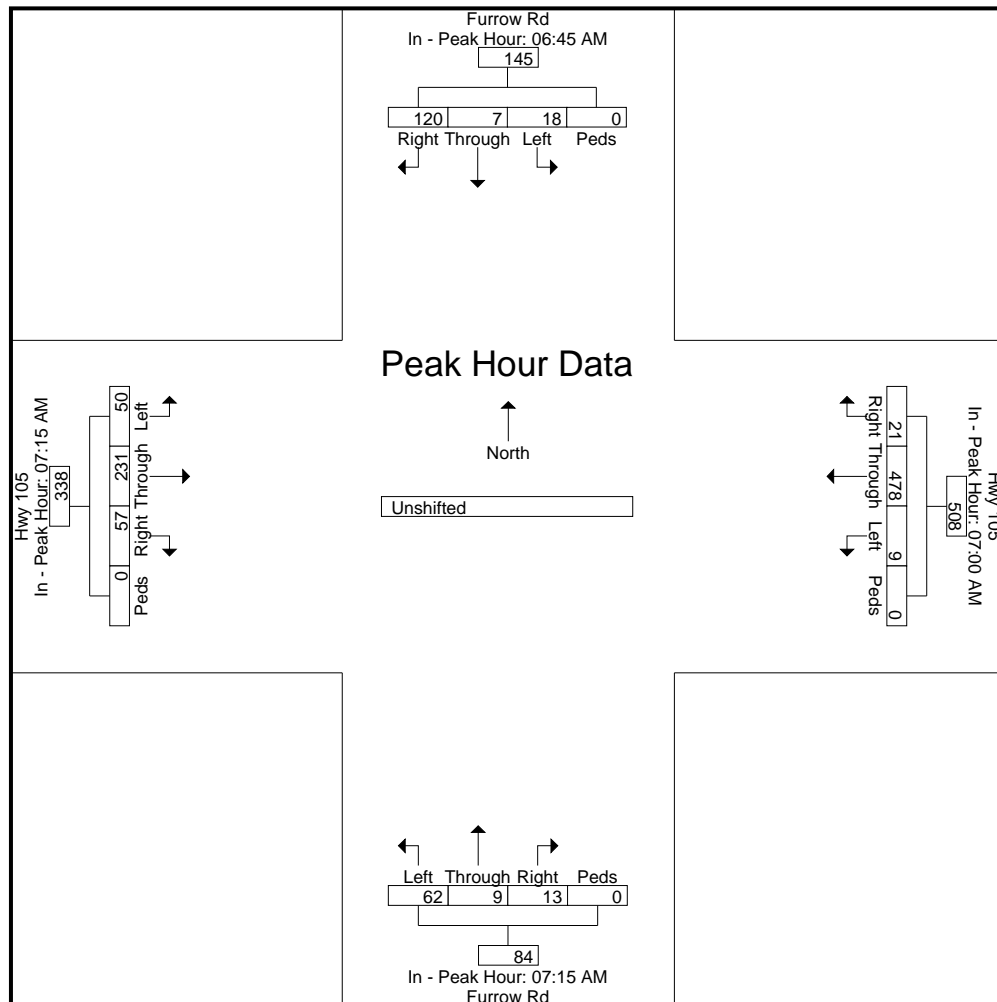 Furrow Rd
In - Peak Hour: 06:45 AM
145
120 7 18 0
Right Through Left Peds
Peak Hour Data
North
Unshifted
Hwy 105
In - Peak Hour: 07:15 AM
338
50 231 57 0
Left Through Right Peds
Hwy 105
In - Peak Hour: 07:00 AM
508
21 478 9 0
Right Through Left Peds
Left Through Right Peds
62 9 13 0
84
In - Peak Hour: 07:15 AM
Furrow Rd